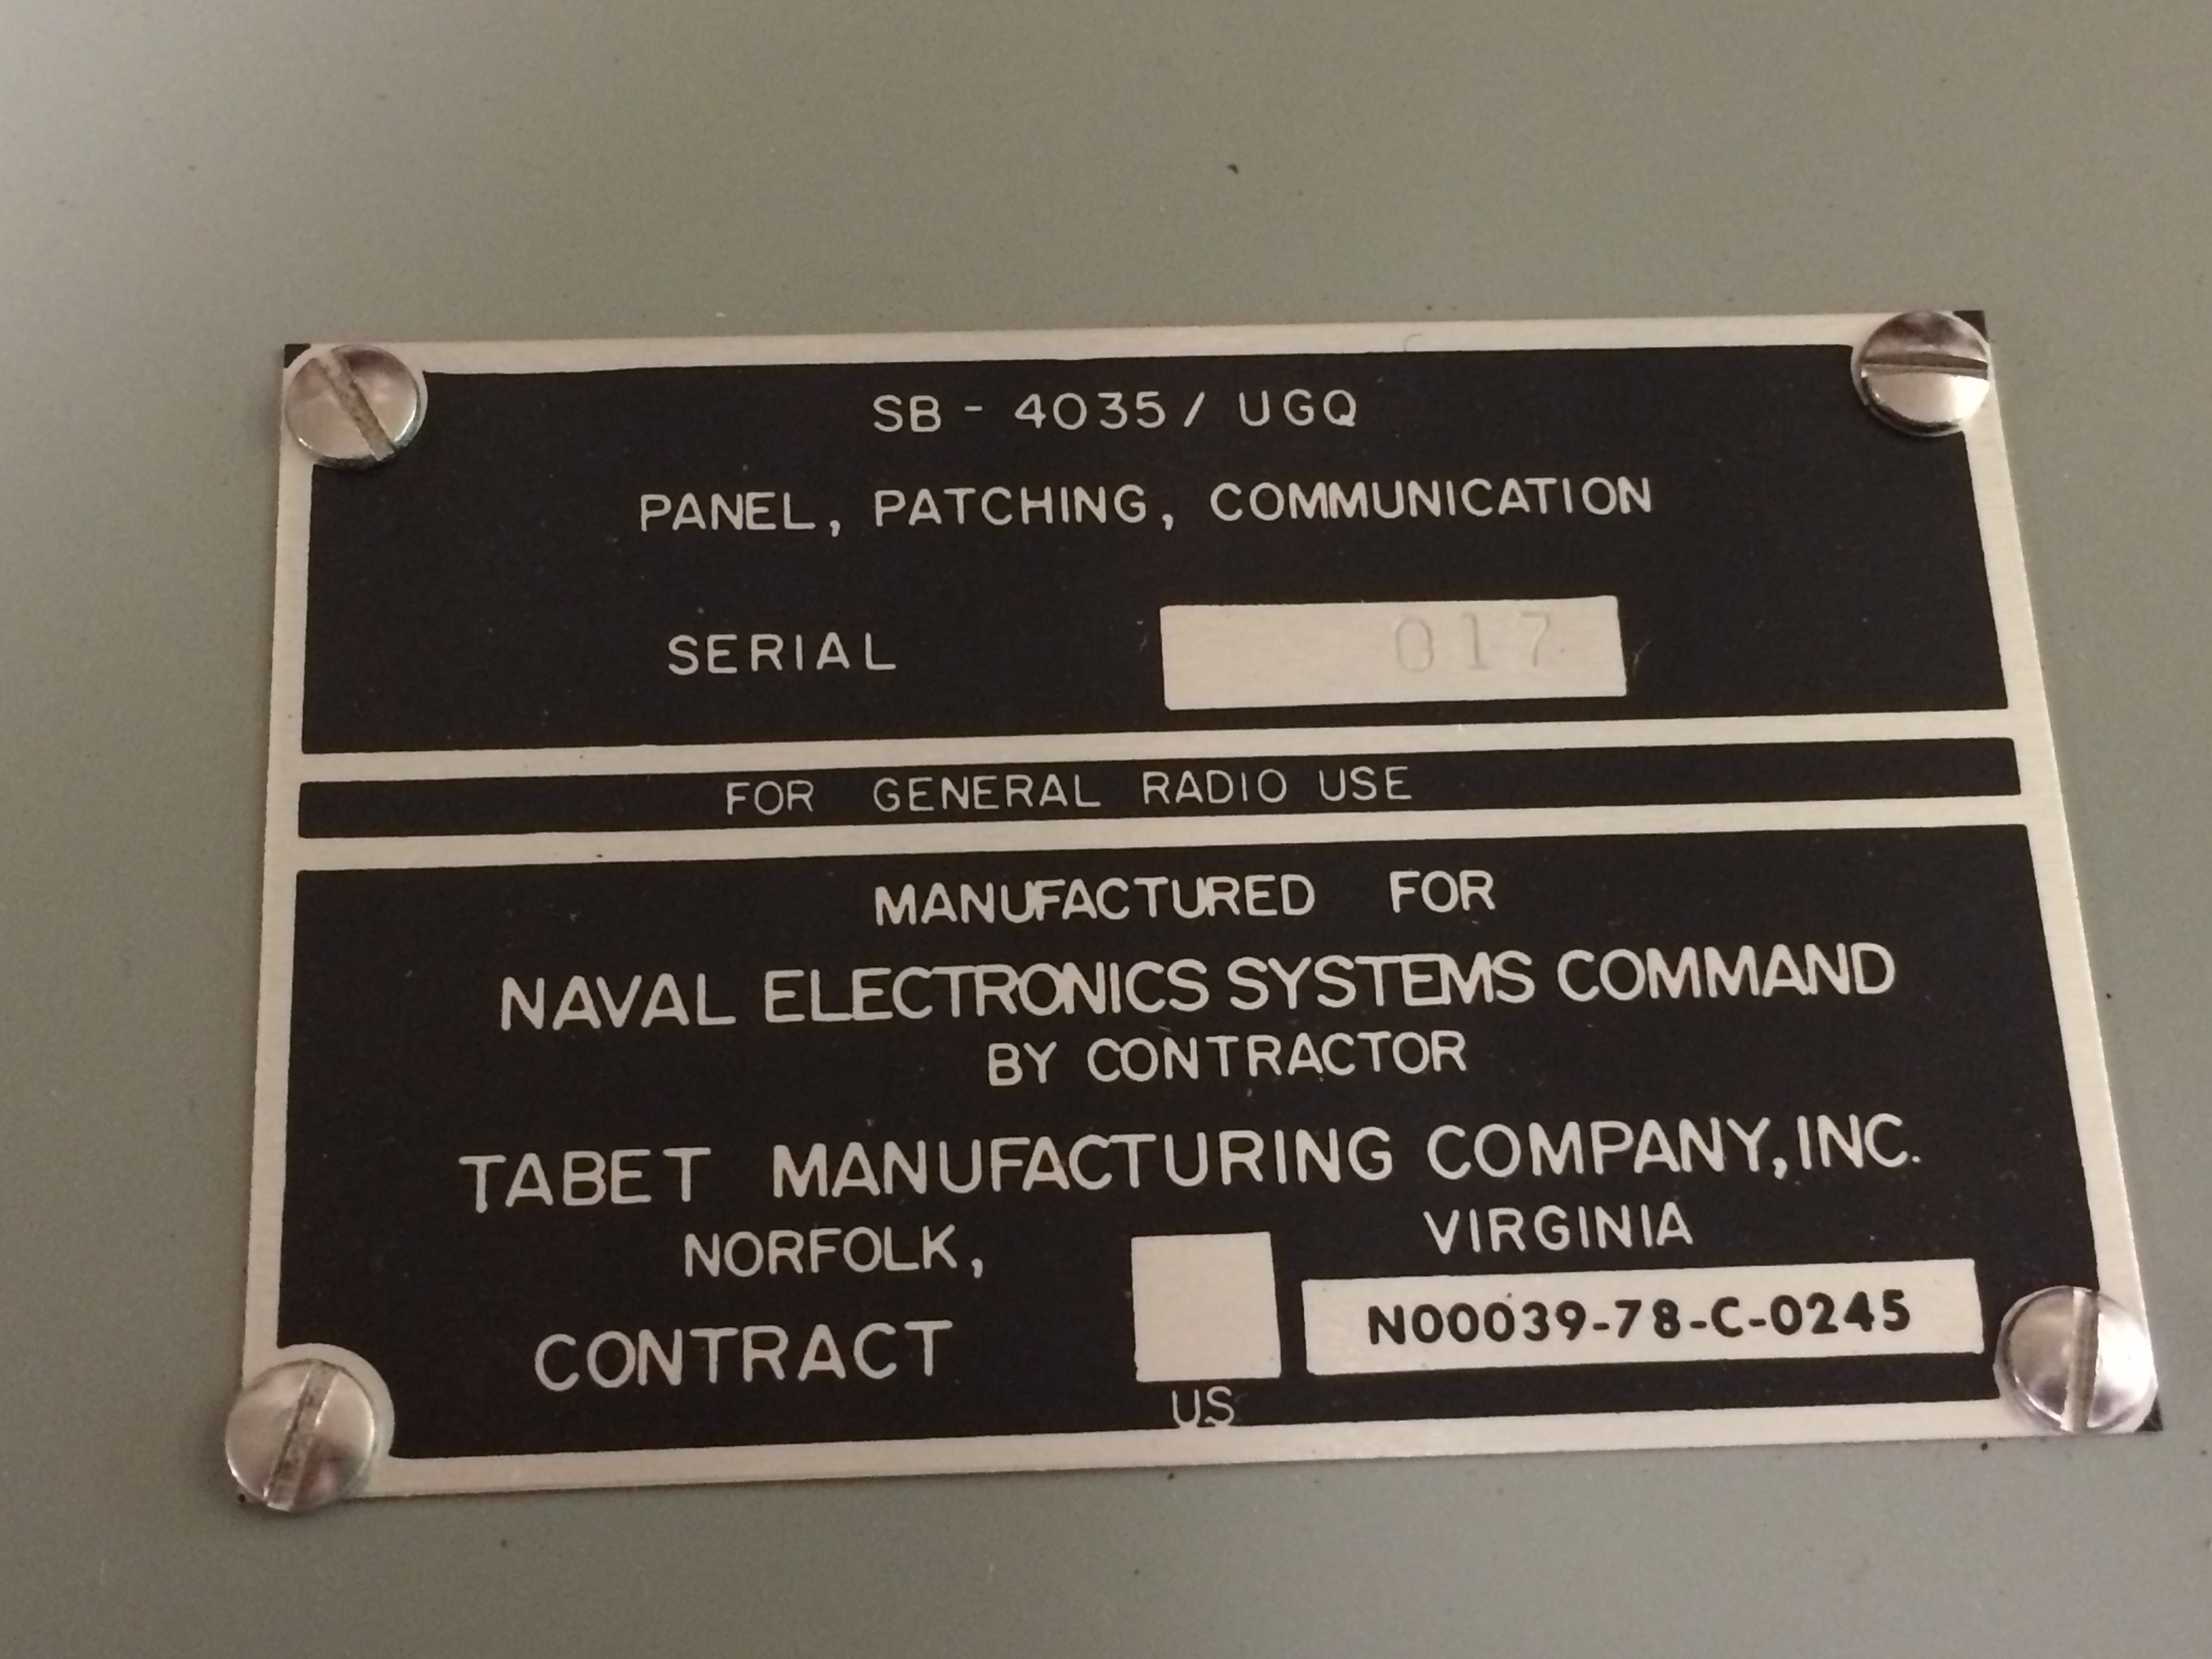 SB - 4035 / UGQ
PANEL, PATCHING, COMMUNICATION
SERIAL 017
FOR GENERAL RADIO USE
MANUFACTURED FOR
NAVAL ELECTRONICS SYSTEMS COMMAND
BY CONTRACTOR
TABET MANUFACTURING COMPANY, INC.
NORFOLK, VIRGINIA
CONTRACT N00039-78-C-0245
US